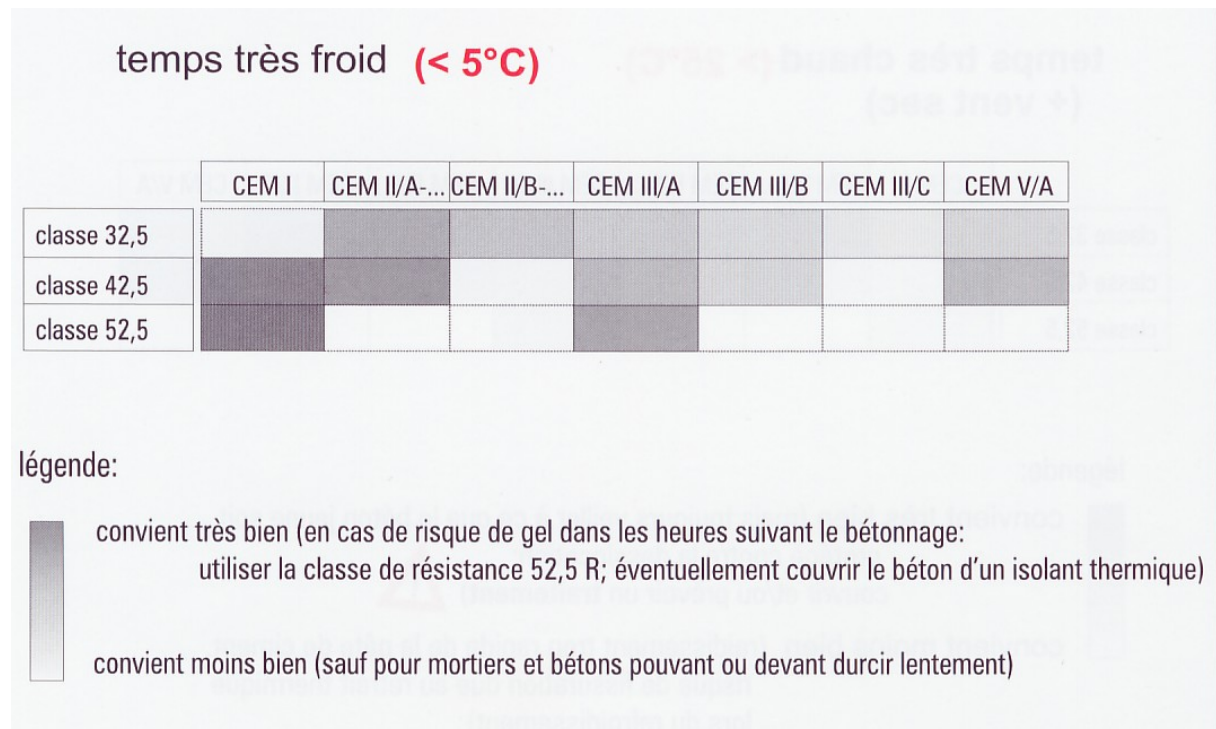 temps très froid (< 5°C)
CEM I CEM II/A-... CEM II/B-... CEM III/A CEM III/B CEM III/C CEM V/A
classe 32,5
classe 42,5
classe 52,5
légende:
convient très bien (en cas de risque de gel dans les heures suivant le bétonnage:
utiliser la classe de résistance 52,5 R; éventuellement couvrir le béton d'un isolant thermique)
convient moins bien (sauf pour mortiers et bétons pouvant ou devant durcir lentement)